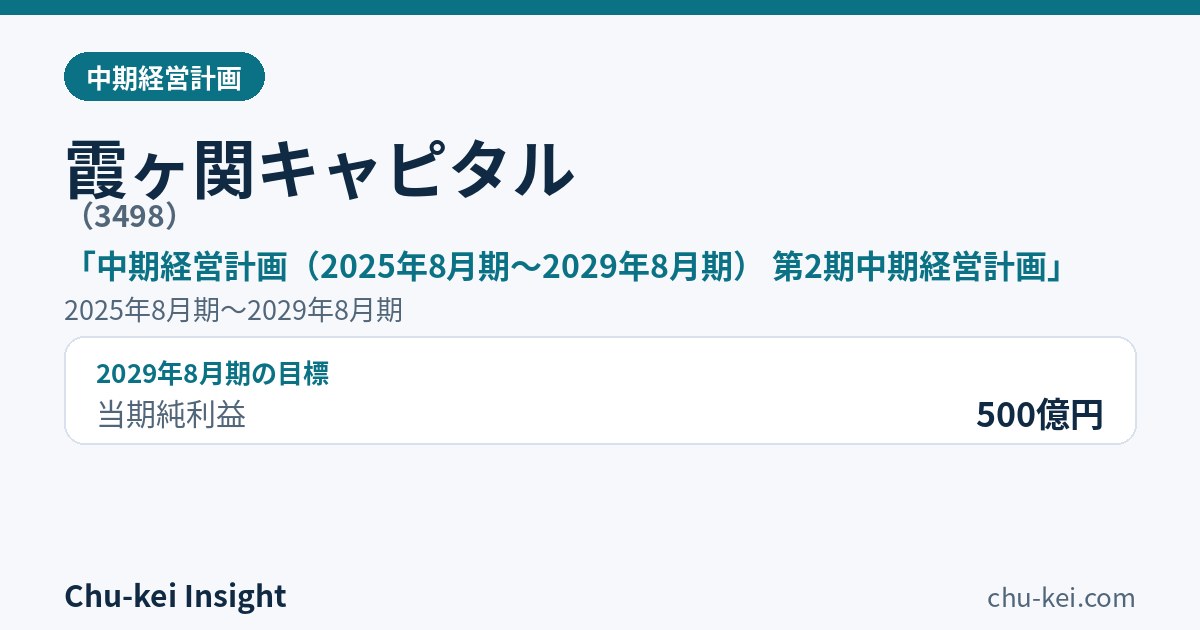 中期経営計画
霞ヶ関キャピタル
（3498）
「中期経営計画（2025年8月期～2029年8月期） 第2期中期経営計画」
2025年8月期～2029年8月期
2029年8月期の目標
当期純利益 500億円
Chu-kei Insight
chu-kei.com